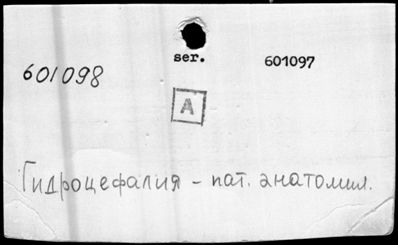 ser.
601097
601098
A
Гидроцефалия - пат. анатомия.